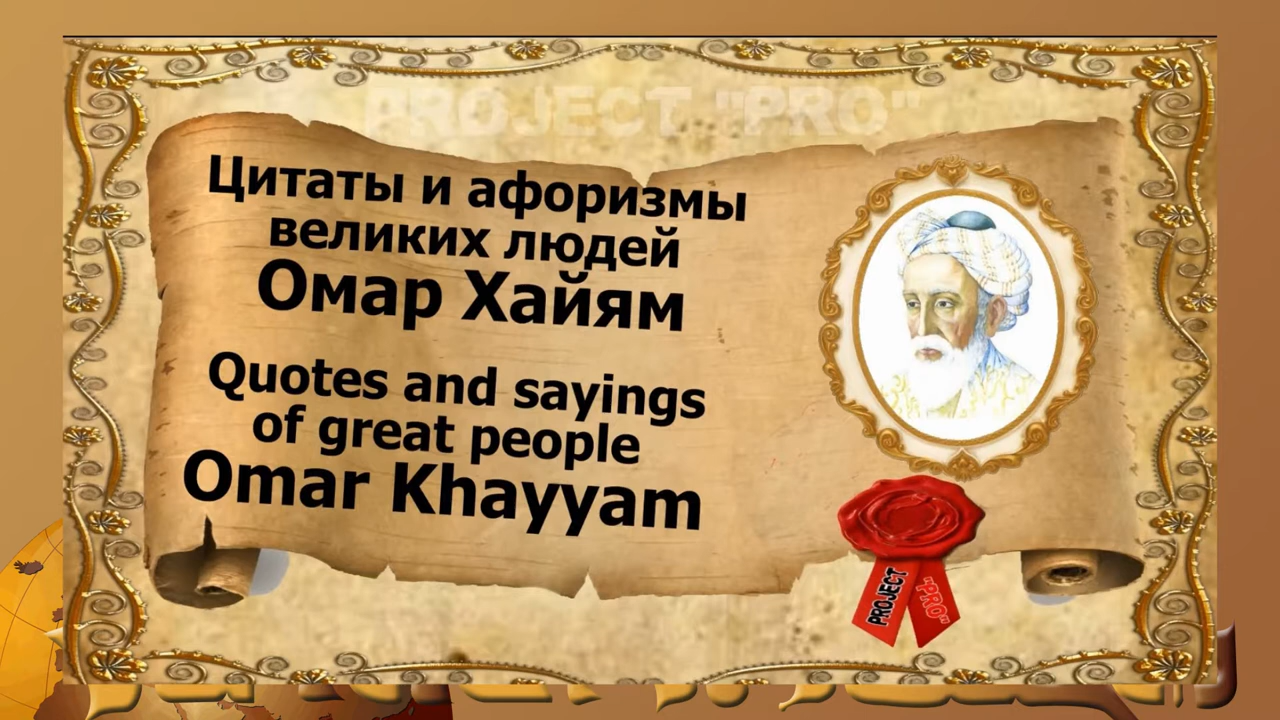 PROJECT "PRO"
Цитаты и афоризмы
великих людей
Омар Хайям
Quotes and sayings
of great people
Omar Khayyam
PROJECT
"PRO"